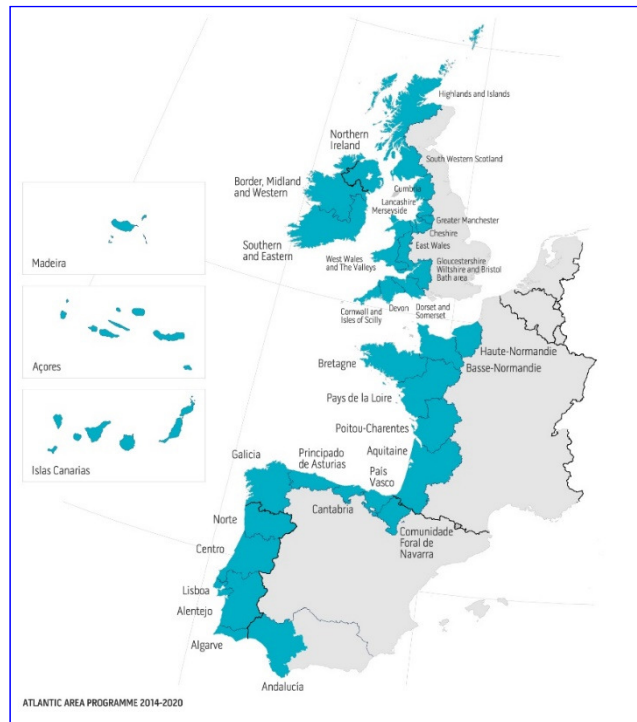 Highlands and Islands
Northern
Ireland
South Western Scotland
Border, Midland
and Western
Cumbria
Lancashire
Merseyside
Greater Manchester
Cheshire
East Wales
Southern
and Eastern
West Wales
and The Valleys
Gloucestershire
Wiltshire and Bristol
Bath area
Cornwall and
Isles of Scilly
Devon
Dorset and
Somerset
Madeira
Açores
Islas Canarias
Haute-Normandie
Basse-Normandie
Bretagne
Pays de la Loire
Poitou-Charentes
Aquitaine
Galicia
Principado
de Asturias
País
Vasco
Cantabria
Comunidade
Foral de
Navarra
Norte
Centro
Lisboa
Alentejo
Algarve
Andalucía
ATLANTIC AREA PROGRAMME 2014-2020